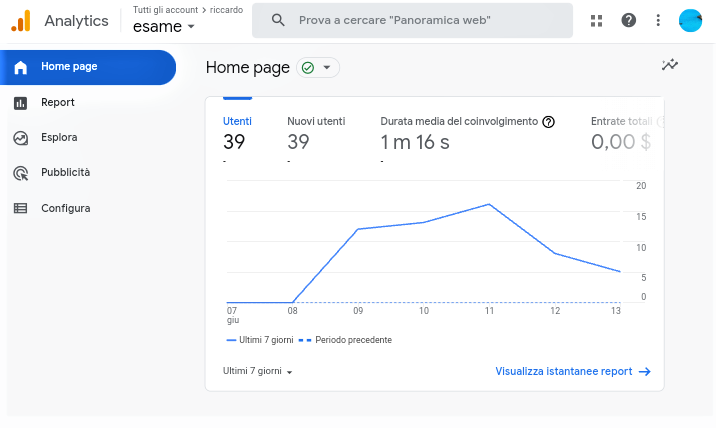 Analytics
Tutti gli account > riccardo
esame
Prova a cercare "Panoramica web"
Home page
Report
Esplora
Pubblicità
Configura
Home page
Utenti
39
Nuovi utenti
39
Durata media del coinvolgimento
1 m 16 s
Entrate totali
0,00 $
20
15
10
5
0
07
giu
08
09
10
11
12
13
Ultimi 7 giorni
Periodo precedente
Ultimi 7 giorni
Visualizza istantanee report